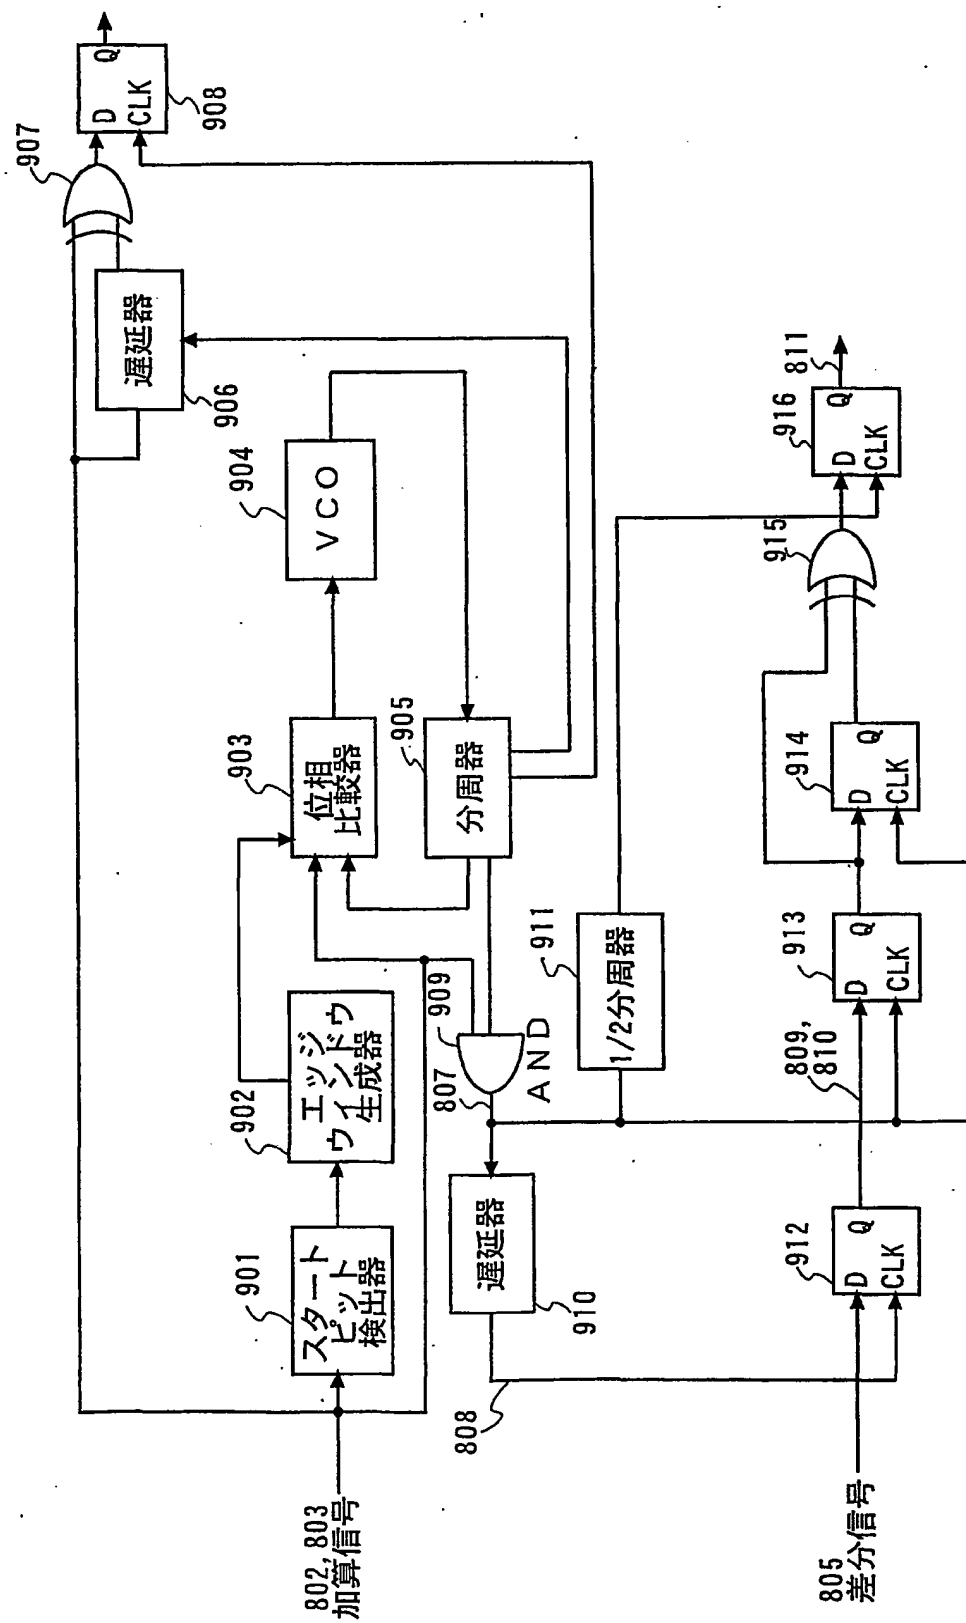 802, 803
加算信号
901
スタート
ピット
検出器
902
エッジ
ウインドウ
生成器
903
位相
比較器
904
VCO
905
分周器
906
遅延器
907
D
Q
CLK
908
909
AND
807
910
遅延器
808
911
1/2分周器
805
差分信号
912
D
Q
CLK
809,
810
913
D
Q
CLK
914
D
Q
CLK
915
916
D
Q
CLK
811